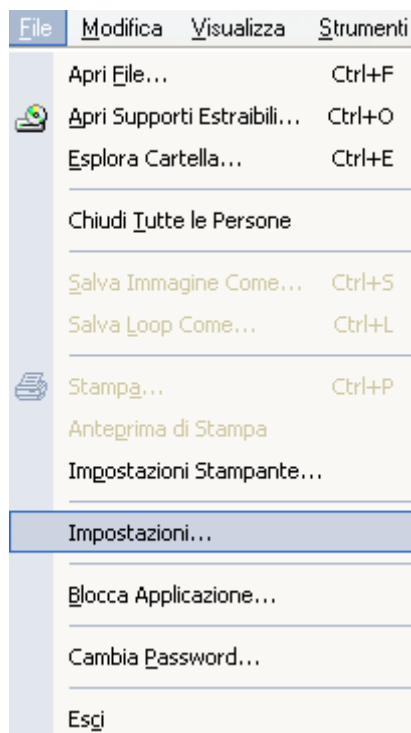 File Modifica Visualizza Strumenti
Apri File... Ctrl+F
Apri Supporti Estraibili... Ctrl+O
Esplora Cartella... Ctrl+E
Chiudi Tutte le Persone
Salva Immagine Come... Ctrl+S
Salva Loop Come... Ctrl+L
Stampa... Ctrl+P
Anteprima di Stampa
Impostazioni Stampante...
Impostazioni...
Blocca Applicazione...
Cambia Password...
Esci